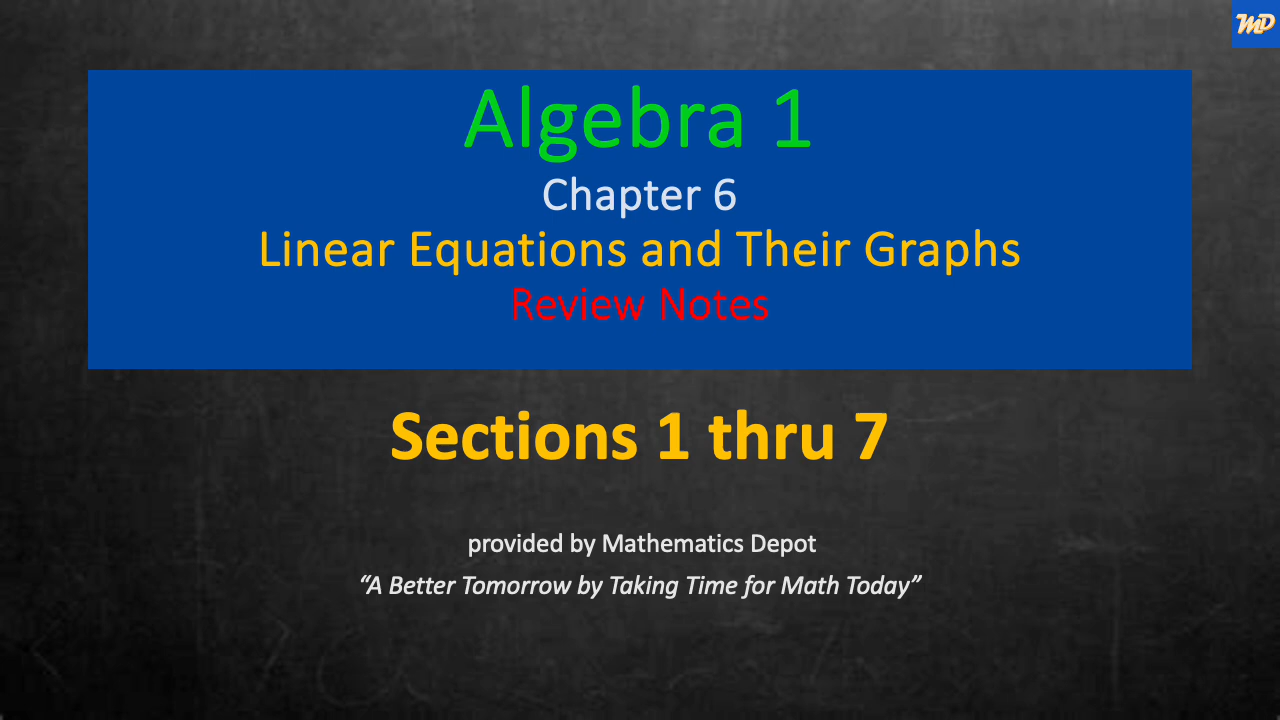 MD
Algebra 1
Chapter 6
Linear Equations and Their Graphs
Review Notes
Sections 1 thru 7
provided by Mathematics Depot
“A Better Tomorrow by Taking Time for Math Today”